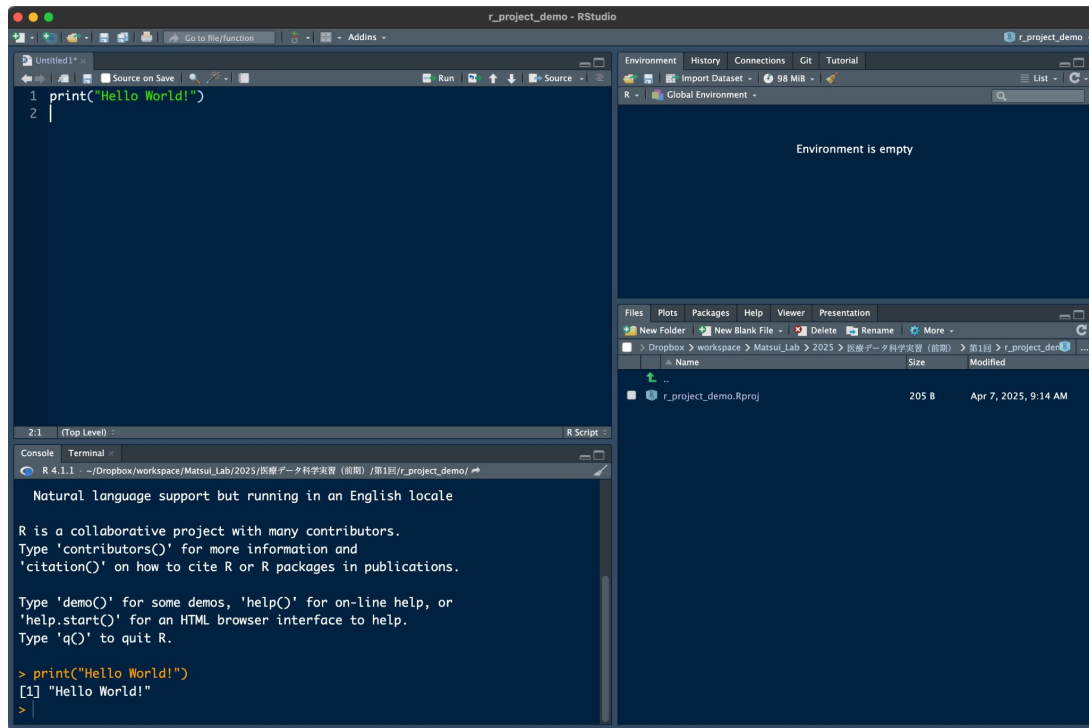 r_project_demo - RStudio
Go to file/function
Addins
r_project_demo
Untitled1*
Source on Save
Run
Source
1 print("Hello World!")
2
2:1 (Top Level)
R Script
Console Terminal
R 4.1.1 · ~/Dropbox/workspace/Matsui_Lab/2025/医療データ科学実習（前期）/第1回/r_project_demo/
Natural language support but running in an English locale
R is a collaborative project with many contributors.
Type 'contributors()' for more information and
'citation()' on how to cite R or R packages in publications.
Type 'demo()' for some demos, 'help()' for on-line help, or
'help.start()' for an HTML browser interface to help.
Type 'q()' to quit R.
> print("Hello World!")
[1] "Hello World!"
>
Environment History Connections Git Tutorial
Import Dataset 98 MiB List
R Global Environment
Environment is empty
Files Plots Packages Help Viewer Presentation
New Folder New Blank File Delete Rename More
> Dropbox > workspace > Matsui_Lab > 2025 > 医療データ科学実習（前期） > 第1回 > r_project_den ...
Name Size Modified
..
r_project_demo.Rproj 205 B Apr 7, 2025, 9:14 AM